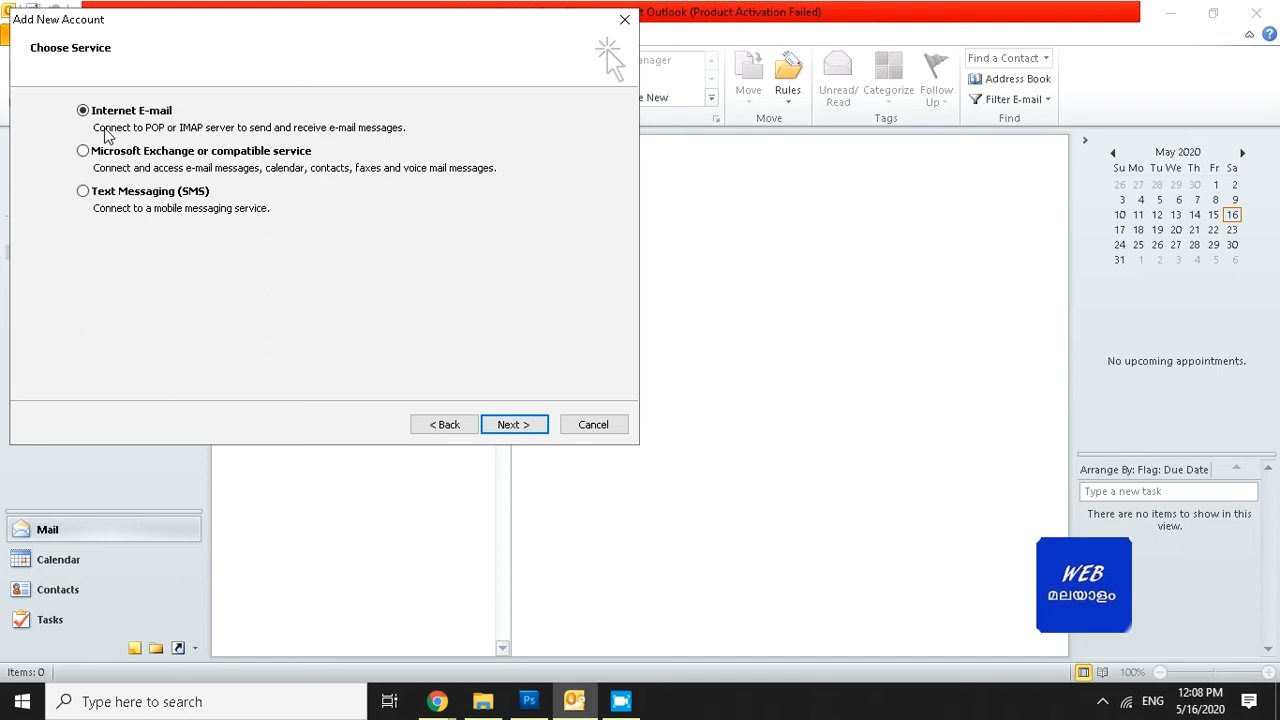 Add New Account
t Outlook (Product Activation Failed)
Choose Service
Internet E-mail
Connect to POP or IMAP server to send and receive e-mail messages.
Microsoft Exchange or compatible service
Connect and access e-mail messages, calendar, contacts, faxes and voice mail messages.
Text Messaging (SMS)
Connect to a mobile messaging service.
< Back
Next >
Cancel
anager
e New
Move
Rules
Move
Unread/
Read
Categorize
Follow
Up
Tags
Find a Contact
Address Book
Filter E-mail
Find
May 2020
Su Mo Tu We Th Fr Sa
26 27 28 29 30 1 2
3 4 5 6 7 8 9
10 11 12 13 14 15 16
17 18 19 20 21 22 23
24 25 26 27 28 29 30
31 1 2 3 4 5 6
No upcoming appointments.
Arrange By: Flag: Due Date
Type a new task
There are no items to show in this
view.
Mail
Calendar
Contacts
Tasks
WEB
മലയാളം
Items: 0
100%
Type here to search
Ps
ENG
12:08 PM
5/16/2020